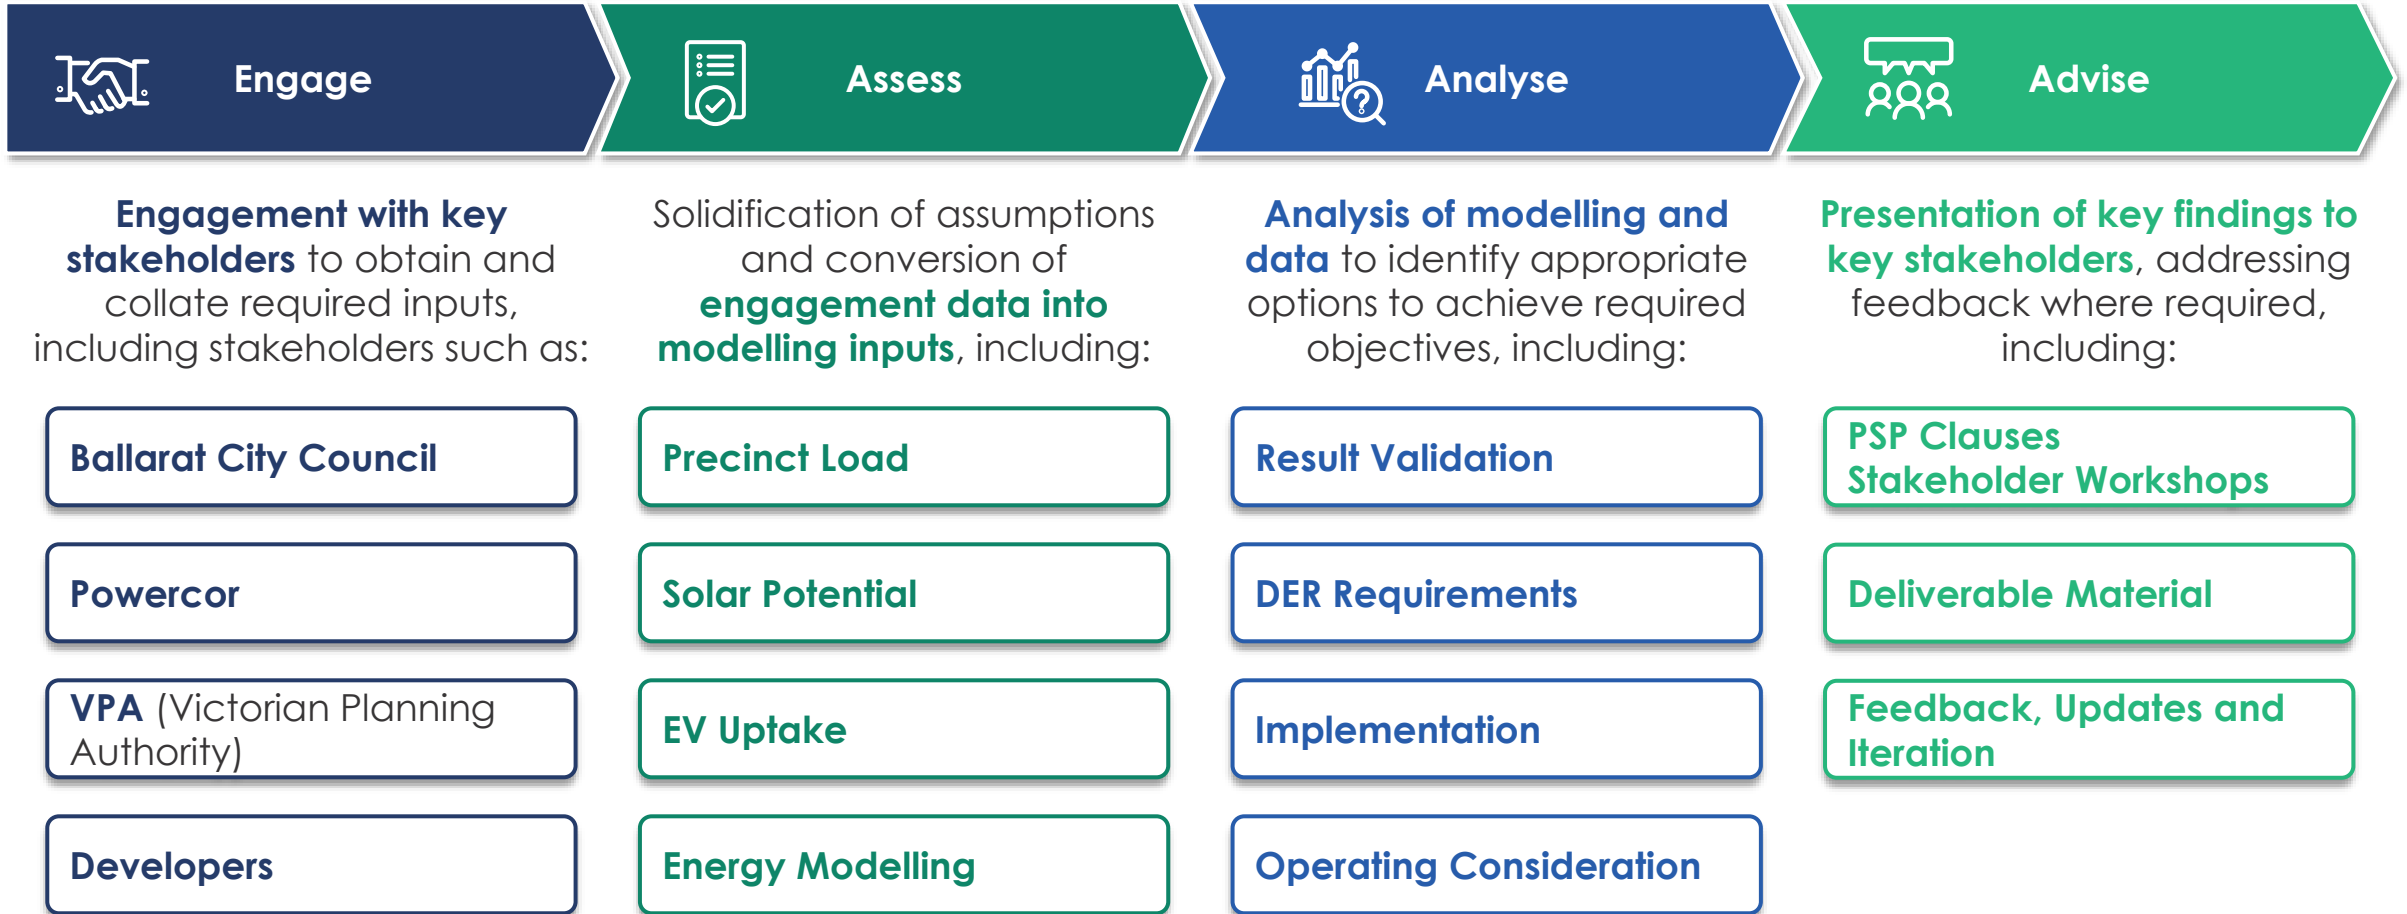 Engage
Assess
Analyse
Advise
Engagement with key
stakeholders to obtain and
collate required inputs,
including stakeholders such as:
Ballarat City Council
Powercor
VPA (Victorian Planning
Authority)
Developers
Solidification of assumptions
and conversion of
engagement data into
modelling inputs, including:
Precinct Load
Solar Potential
EV Uptake
Energy Modelling
Analysis of modelling and
data to identify appropriate
options to achieve required
objectives, including:
Result Validation
DER Requirements
Implementation
Operating Consideration
Presentation of key findings to
key stakeholders, addressing
feedback where required,
including:
PSP Clauses
Stakeholder Workshops
Deliverable Material
Feedback, Updates and
Iteration